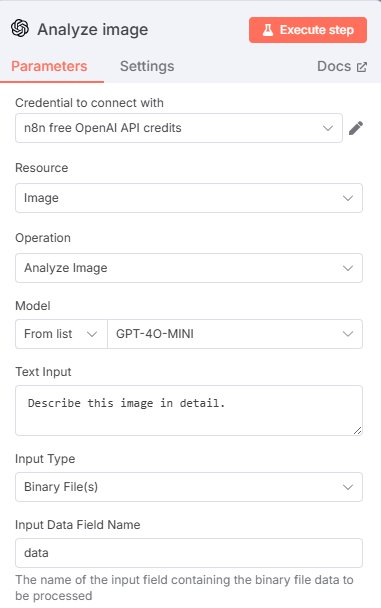 Analyze image
Execute step
Parameters
Settings
Docs
Credential to connect with
n8n free OpenAI API credits
Resource
Image
Operation
Analyze Image
Model
From list
GPT-4O-MINI
Text Input
Describe this image in detail.
Input Type
Binary File(s)
Input Data Field Name
data
The name of the input field containing the binary file data to
be processed